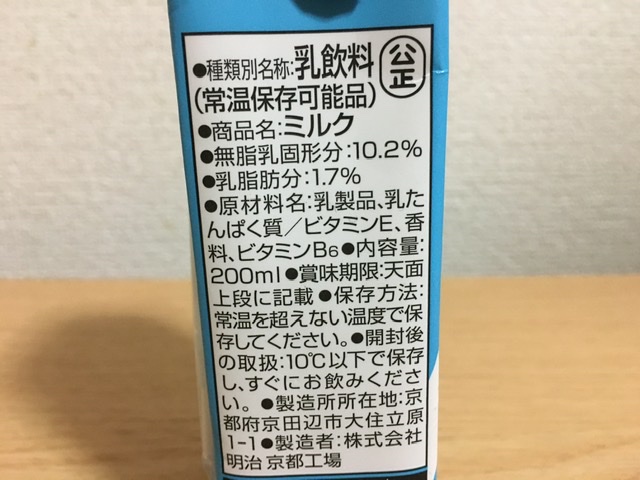 ●種類別名称:乳飲料
公正
(常温保存可能品)
●商品名:ミルク
●無脂乳固形分:10.2%
●乳脂肪分:1.7%
●原材料名:乳製品、乳た
んぱく質／ビタミンE、香
料、ビタミンB6●内容量:
200ml●賞味期限:天面
上段に記載●保存方法:
常温を超えない温度で保
存してください。●開封後
の取扱:10℃以下で保存
し、すぐにお飲みくださ
い。●製造所所在地:京
都府京田辺市大住立原
1-1●製造者:株式会社
明治 京都工場